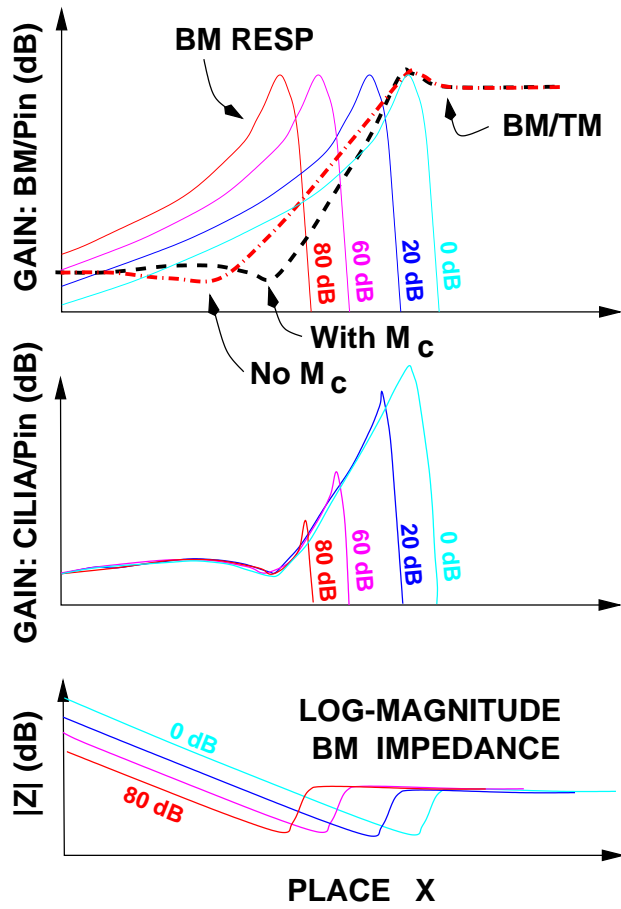 GAIN: BM/Pin (dB)
BM RESP
BM/TM
80 dB
60 dB
20 dB
0 dB
With M c
No M c
GAIN: CILIA/Pin (dB)
80 dB
60 dB
20 dB
0 dB
|Z| (dB)
LOG-MAGNITUDE
BM IMPEDANCE
0 dB
80 dB
PLACE X